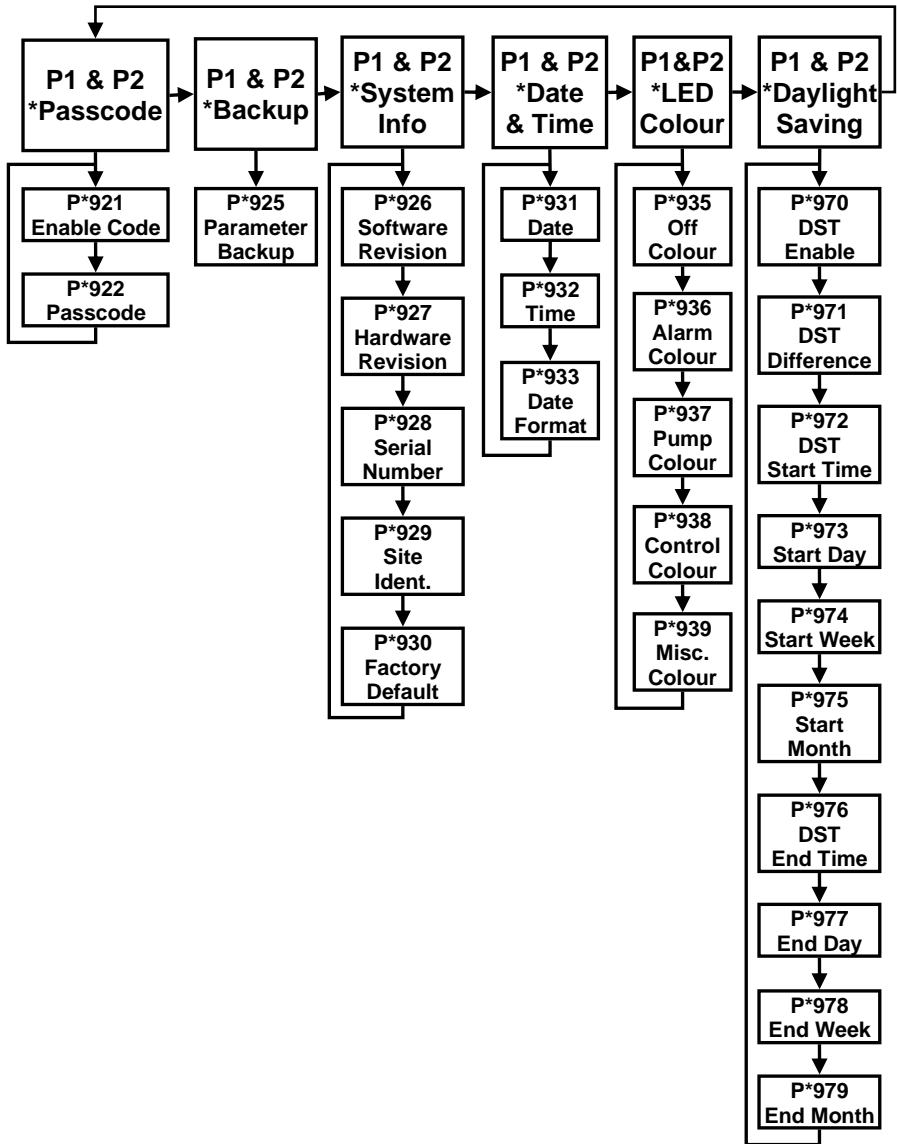 P1 & P2
*Passcode
P1 & P2
*Backup
P1 & P2
*System
Info
P1 & P2
*Date
& Time
P1&P2
*LED
Colour
P1 & P2
*Daylight
Saving
P*921
Enable Code
P*922
Passcode
P*925
Parameter
Backup
P*926
Software
Revision
P*927
Hardware
Revision
P*928
Serial
Number
P*929
Site
Ident.
P*930
Factory
Default
P*931
Date
P*932
Time
P*933
Date
Format
P*935
Off
Colour
P*936
Alarm
Colour
P*937
Pump
Colour
P*938
Control
Colour
P*939
Misc.
Colour
P*970
DST
Enable
P*971
DST
Difference
P*972
DST
Start Time
P*973
Start Day
P*974
Start Week
P*975
Start
Month
P*976
DST
End Time
P*977
End Day
P*978
End Week
P*979
End Month